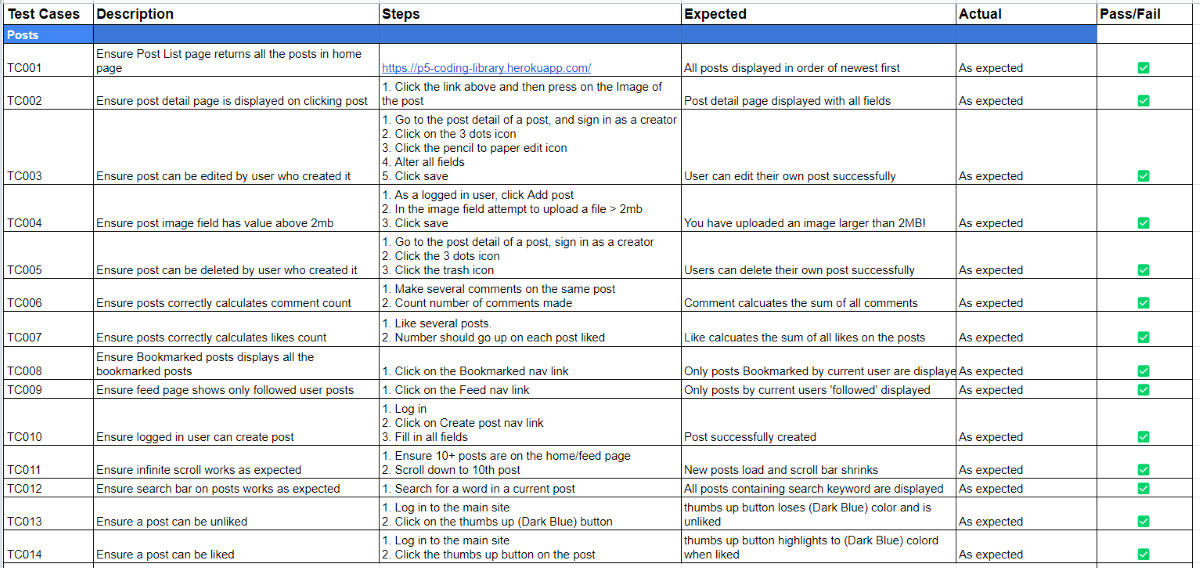 Test Cases Description Steps Expected Actual Pass/Fail
Posts
Ensure Post List page returns all the posts in home
TC001 page https://p5-coding-library.herokuapp.com/ All posts displayed in order of newest first As expected
1. Click the link above and then press on the Image of
TC002 Ensure post detail page is displayed on clicking post the post Post detail page displayed with all fields As expected
1. Go to the post detail of a post, and sign in as a creator
2. Click on the 3 dots icon
3. Click the pencil to paper edit icon
4. Alter all fields
TC003 Ensure post can be edited by user who created it 5. Click save User can edit their own post successfully As expected
1. As a logged in user, click Add post
2. In the image field attempt to upload a file > 2mb
TC004 Ensure post image field has value above 2mb 3. Click save You have uploaded an image larger than 2MB! As expected
1. Go to the post detail of a post, sign in as a creator
2. Click the 3 dots icon
TC005 Ensure post can be deleted by user who created it 3. Click the trash icon Users can delete their own post successfully As expected
1. Make several comments on the same post
TC006 Ensure posts correctly calculates comment count 2. Count number of comments made Comment calcuates the sum of all comments As expected
1. Like several posts.
TC007 Ensure posts correctly calculates likes count 2. Number should go up on each post liked Like calcuates the sum of all likes on the posts As expected
Ensure Bookmarked posts displays all the
TC008 bookmarked posts 1. Click on the Bookmarked nav link Only posts Bookmarked by current user are displaye As expected
TC009 Ensure feed page shows only followed user posts 1. Click on the Feed nav link Only posts by current users 'followed' displayed As expected
1. Log in
2. Click on Create post nav link
TC010 Ensure logged in user can create post 3. Fill in all fields Post successfully created As expected
1. Ensure 10+ posts are on the home/feed page
TC011 Ensure infinite scroll works as expected 2. Scroll down to 10th post New posts load and scroll bar shrinks As expected
TC012 Ensure search bar on posts works as expected 1. Search for a word in a current post All posts containing search keyword are displayed As expected
1. Log in to the main site thumbs up button loses (Dark Blue) color and is
TC013 Ensure a post can be unliked 2. Click on the thumbs up (Dark Blue) button unliked As expected
1. Log in to the main site thumbs up button highlights to (Dark Blue) colord
TC014 Ensure a post can be liked 2. Click the thumbs up button on the post when liked As expected